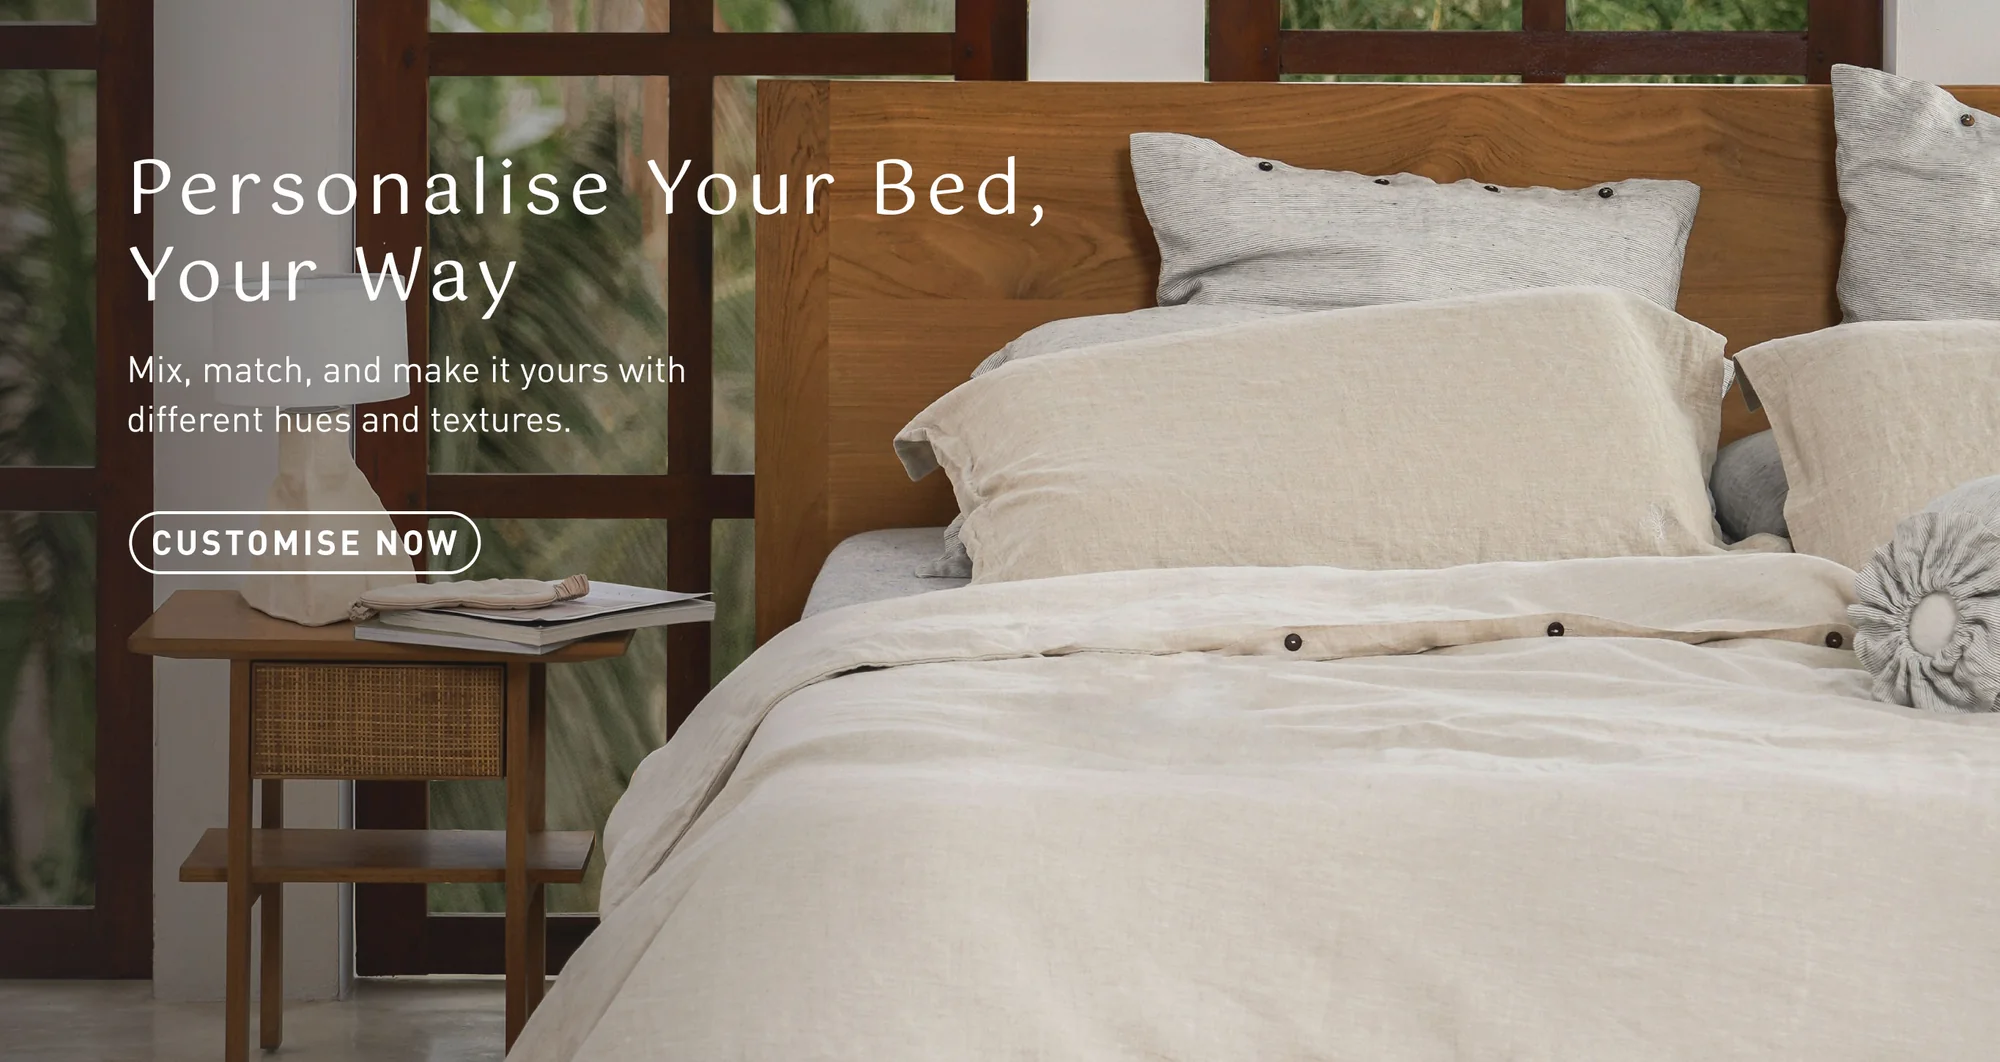 Personalise Your Bed,
Your Way
Mix, match, and make it yours with
different hues and textures.
CUSTOMISE NOW